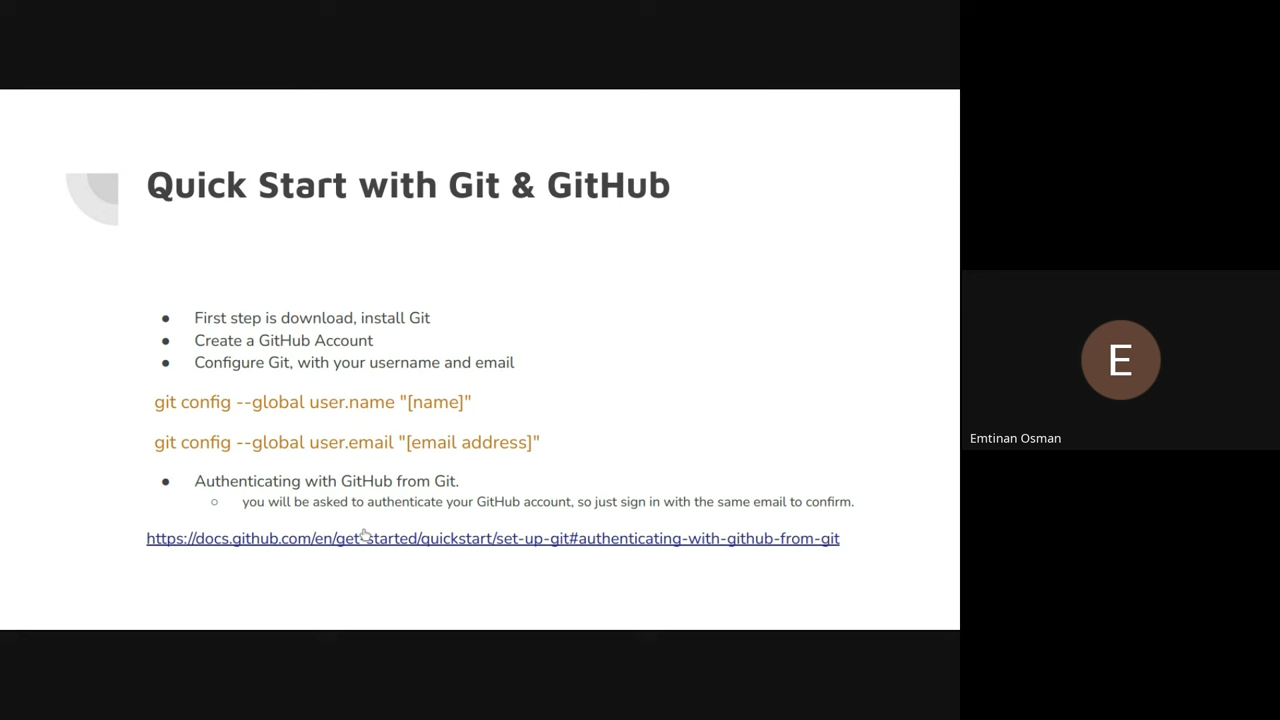 Quick Start with Git & GitHub
● First step is download, install Git
● Create a GitHub Account
● Configure Git, with your username and email
git config --global user.name "[name]"
git config --global user.email "[email address]"
● Authenticating with GitHub from Git.
○ you will be asked to authenticate your GitHub account, so just sign in with the same email to confirm.
https://docs.github.com/en/get-started/quickstart/set-up-git#authenticating-with-github-from-git
E
Emtinan Osman